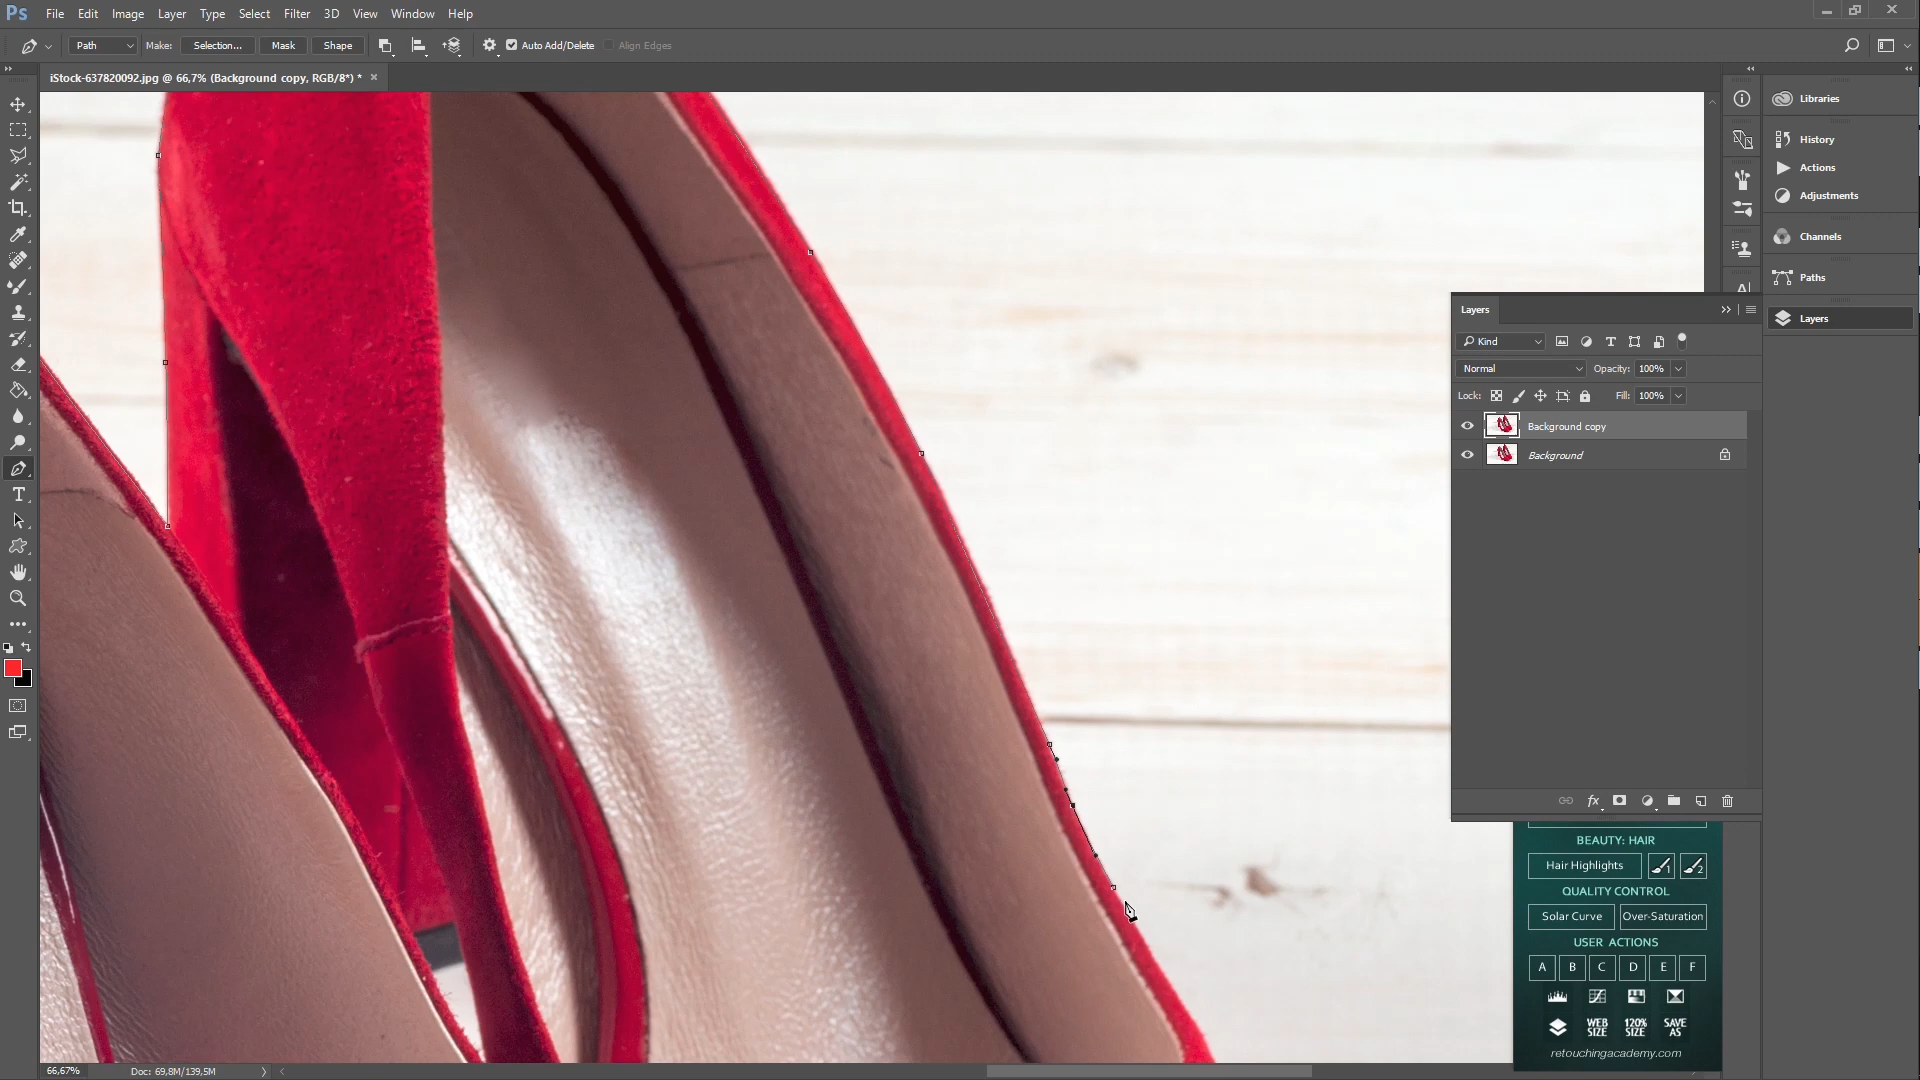 Ps File Edit Image Layer Type Select Filter 3D View Window Help
Path Make: Selection... Mask Shape Auto Add/Delete Align Edges
iStock-637820092.jpg @ 66,7% (Background copy, RGB/8*) *
Libraries
History
Actions
Adjustments
Channels
Paths
Layers
Layers
Kind
Normal Opacity: 100%
Lock: Fill: 100%
Background copy
Background
fx
BEAUTY: HAIR
Hair Highlights 1 2
QUALITY CONTROL
Solar Curve Over-Saturation
USER ACTIONS
A B C D E F
WEB SIZE 120% SIZE SAVE AS
retouchingacademy.com
66,67% Doc: 69,8M/139,5M